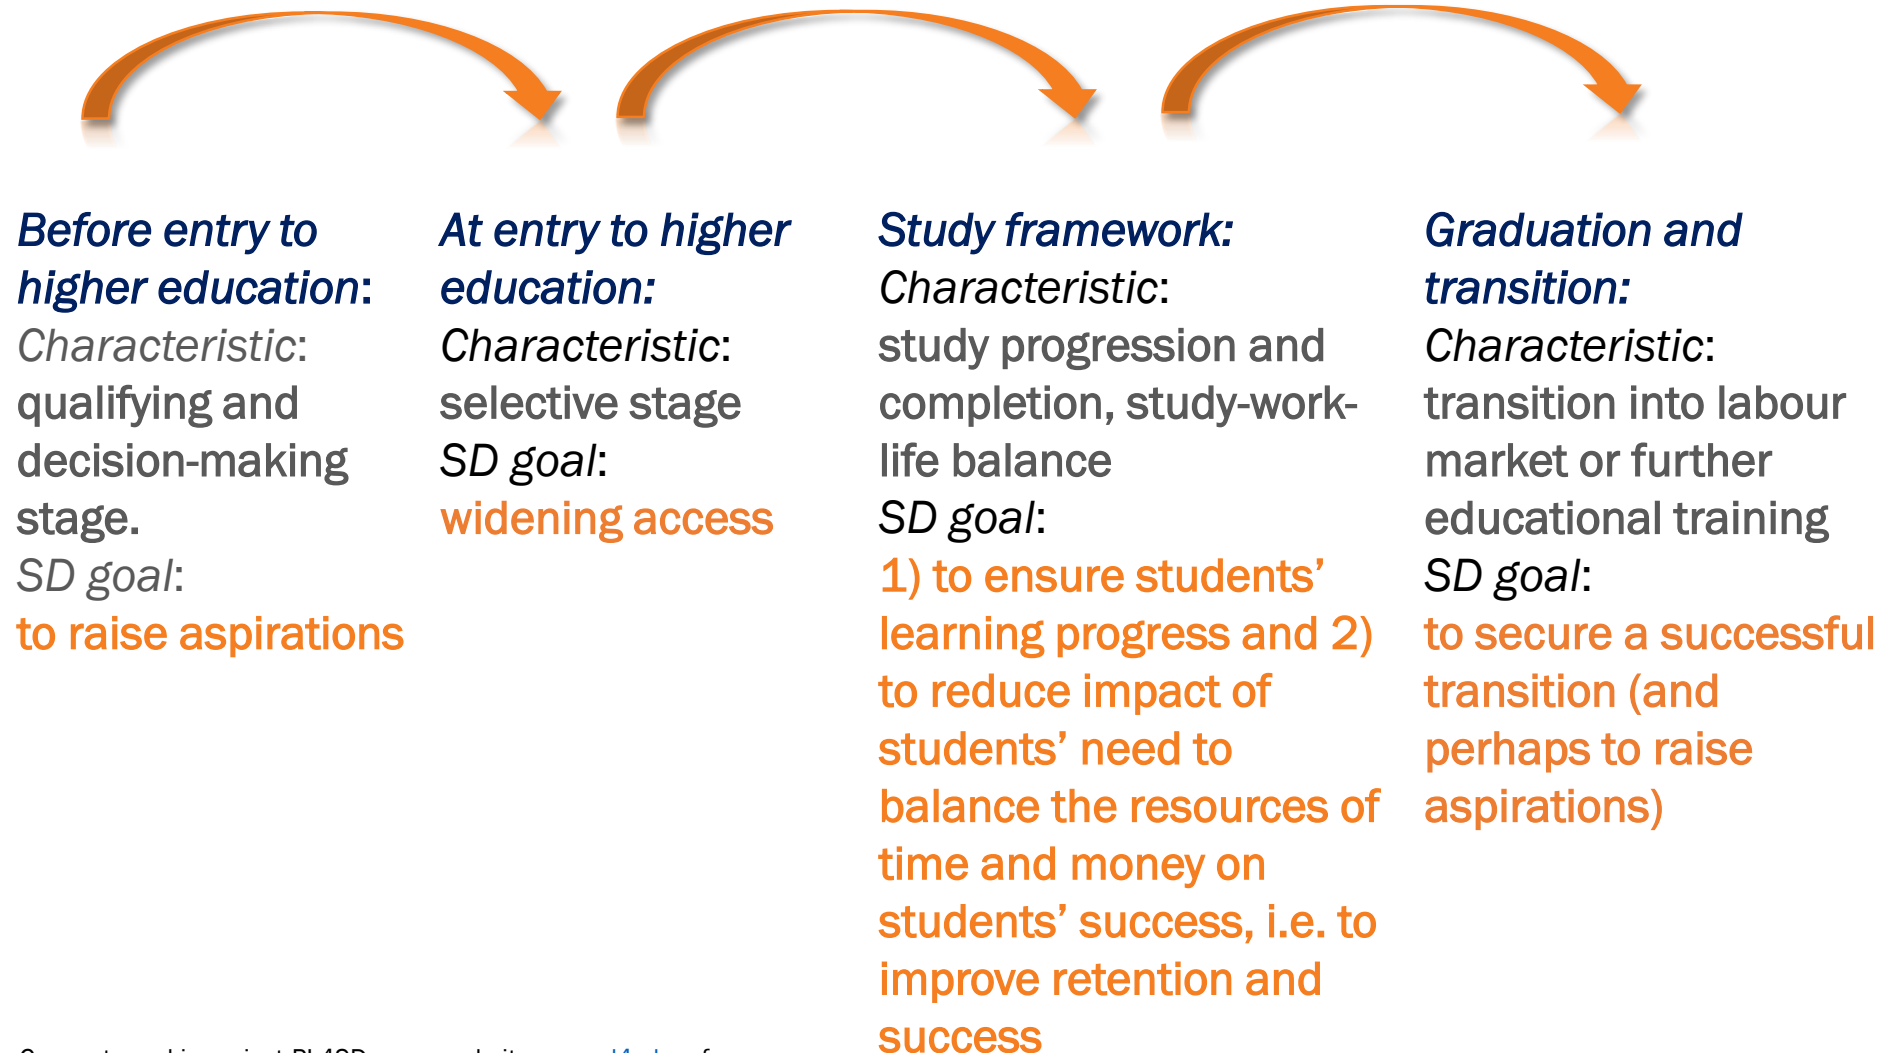 Before entry to
higher education:
Characteristic:
qualifying and
decision-making
stage.
SD goal:
to raise aspirations
At entry to higher
education:
Characteristic:
selective stage
SD goal:
widening access
Study framework:
Characteristic:
study progression and
completion, study-work-
life balance
SD goal:
1) to ensure students’
learning progress and 2)
to reduce impact of
students’ need to
balance the resources of
time and money on
students’ success, i.e. to
improve retention and
success
Graduation and
transition:
Characteristic:
transition into labour
market or further
educational training
SD goal:
to secure a successful
transition (and
perhaps to raise
aspirations)